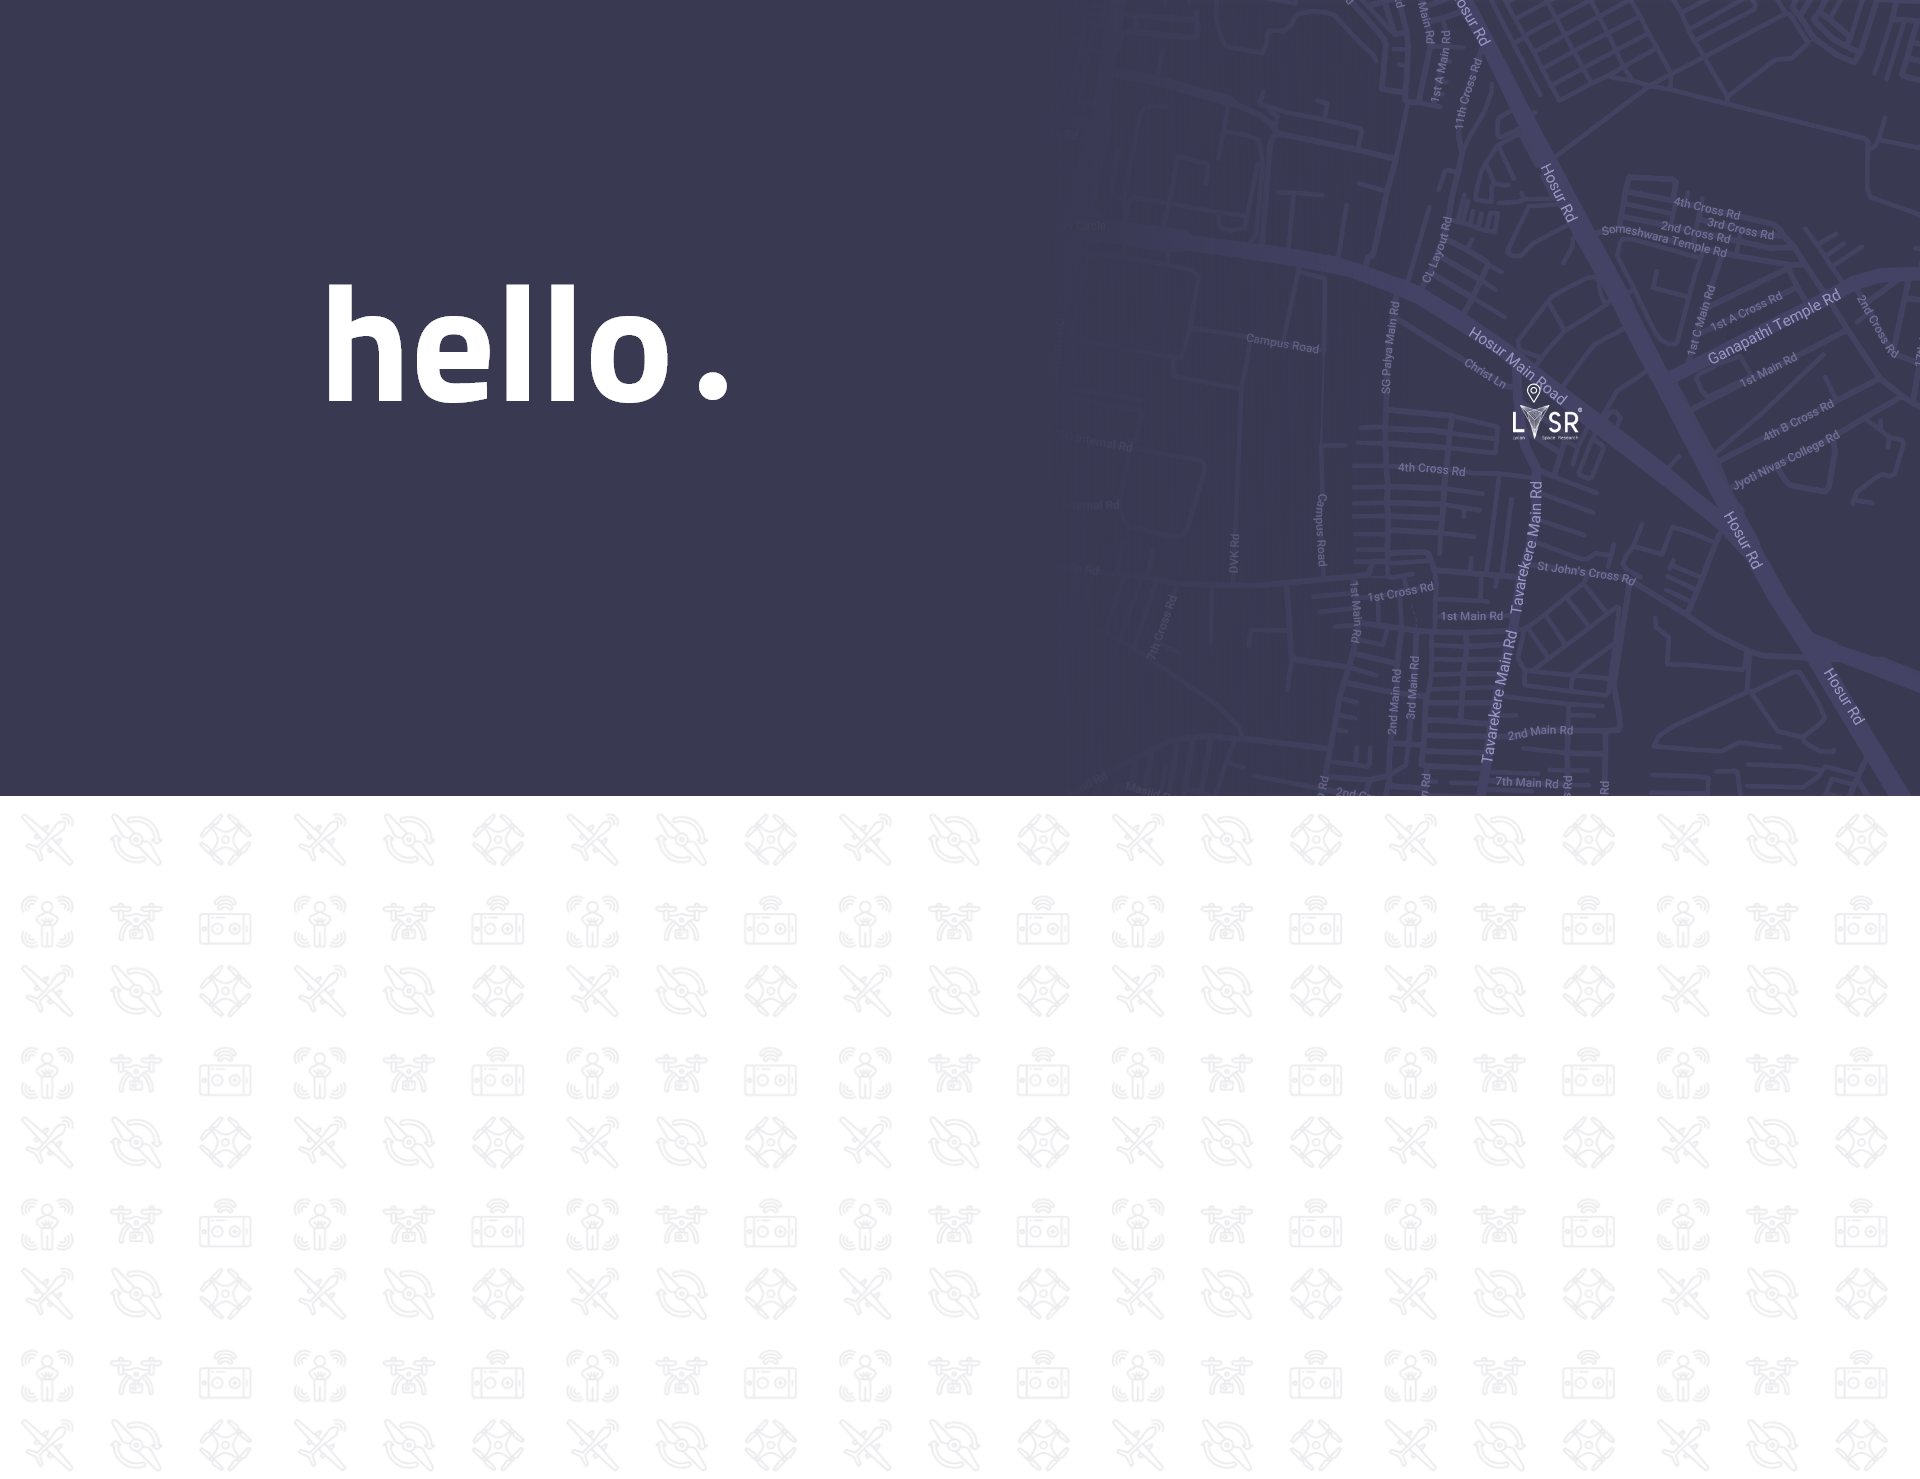 hello.
Main Rd
1st A Main Rd
11th Cross Rd
Hosur Rd
Hosur Rd
4th Cross Rd
3rd Cross Rd
2nd Cross Rd
Someshwara Temple Rd
CL Layout Rd
1st C Main Rd
1st A Cross Rd
Ganapathi Temple Rd
2nd Cross Rd
Campus Road
SG Palya Main Rd
Hosur Main Road
Christ Ln
1st Main Rd
LVSR
Lycan Space Research
4th B Cross Rd
Jyoti Nivas College Rd
4th Cross Rd
Campus Road
DVK Rd
Tavarekere Main Rd
Hosur Rd
St John's Cross Rd
1st Cross Rd
1st Main Rd
1st Main Rd
7th Cross Rd
Tavarekere Main Rd
2nd Main Rd
3rd Main Rd
Hosur Rd
2nd Main Rd
7th Main Rd
Rd
Rd